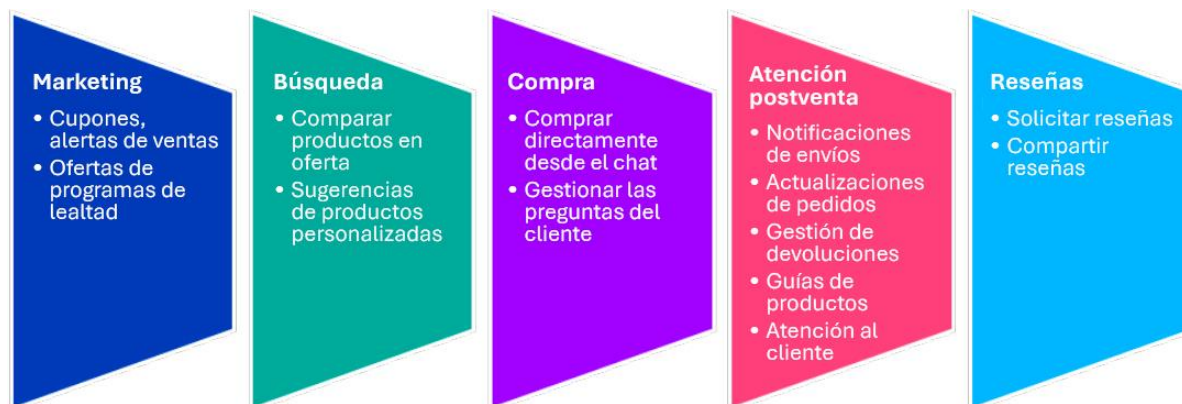 Marketing
• Cupones,
alertas de ventas
• Ofertas de
programas de
lealtad
Búsqueda
• Comparar
productos en
oferta
• Sugerencias
de productos
personalizadas
Compra
• Comprar
directamente
desde el chat
• Gestionar las
preguntas del
cliente
Atención
postventa
• Notificaciones
de envíos
• Actualizaciones
de pedidos
• Gestión de
devoluciones
• Guías de
productos
• Atención al
cliente
Reseñas
• Solicitar reseñas
• Compartir
reseñas